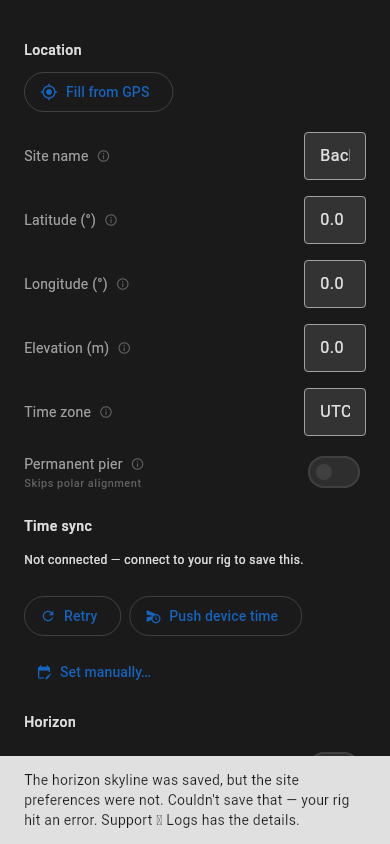 Location
Fill from GPS
Site name
Bac
Latitude (°)
0.0
Longitude (°)
0.0
Elevation (m)
0.0
Time zone
UTC
Permanent pier
Skips polar alignment
Time sync
Not connected — connect to your rig to save this.
Retry
Push device time
Set manually...
Horizon
The horizon skyline was saved, but the site
preferences were not. Couldn't save that — your rig
hit an error. Support Logs has the details.